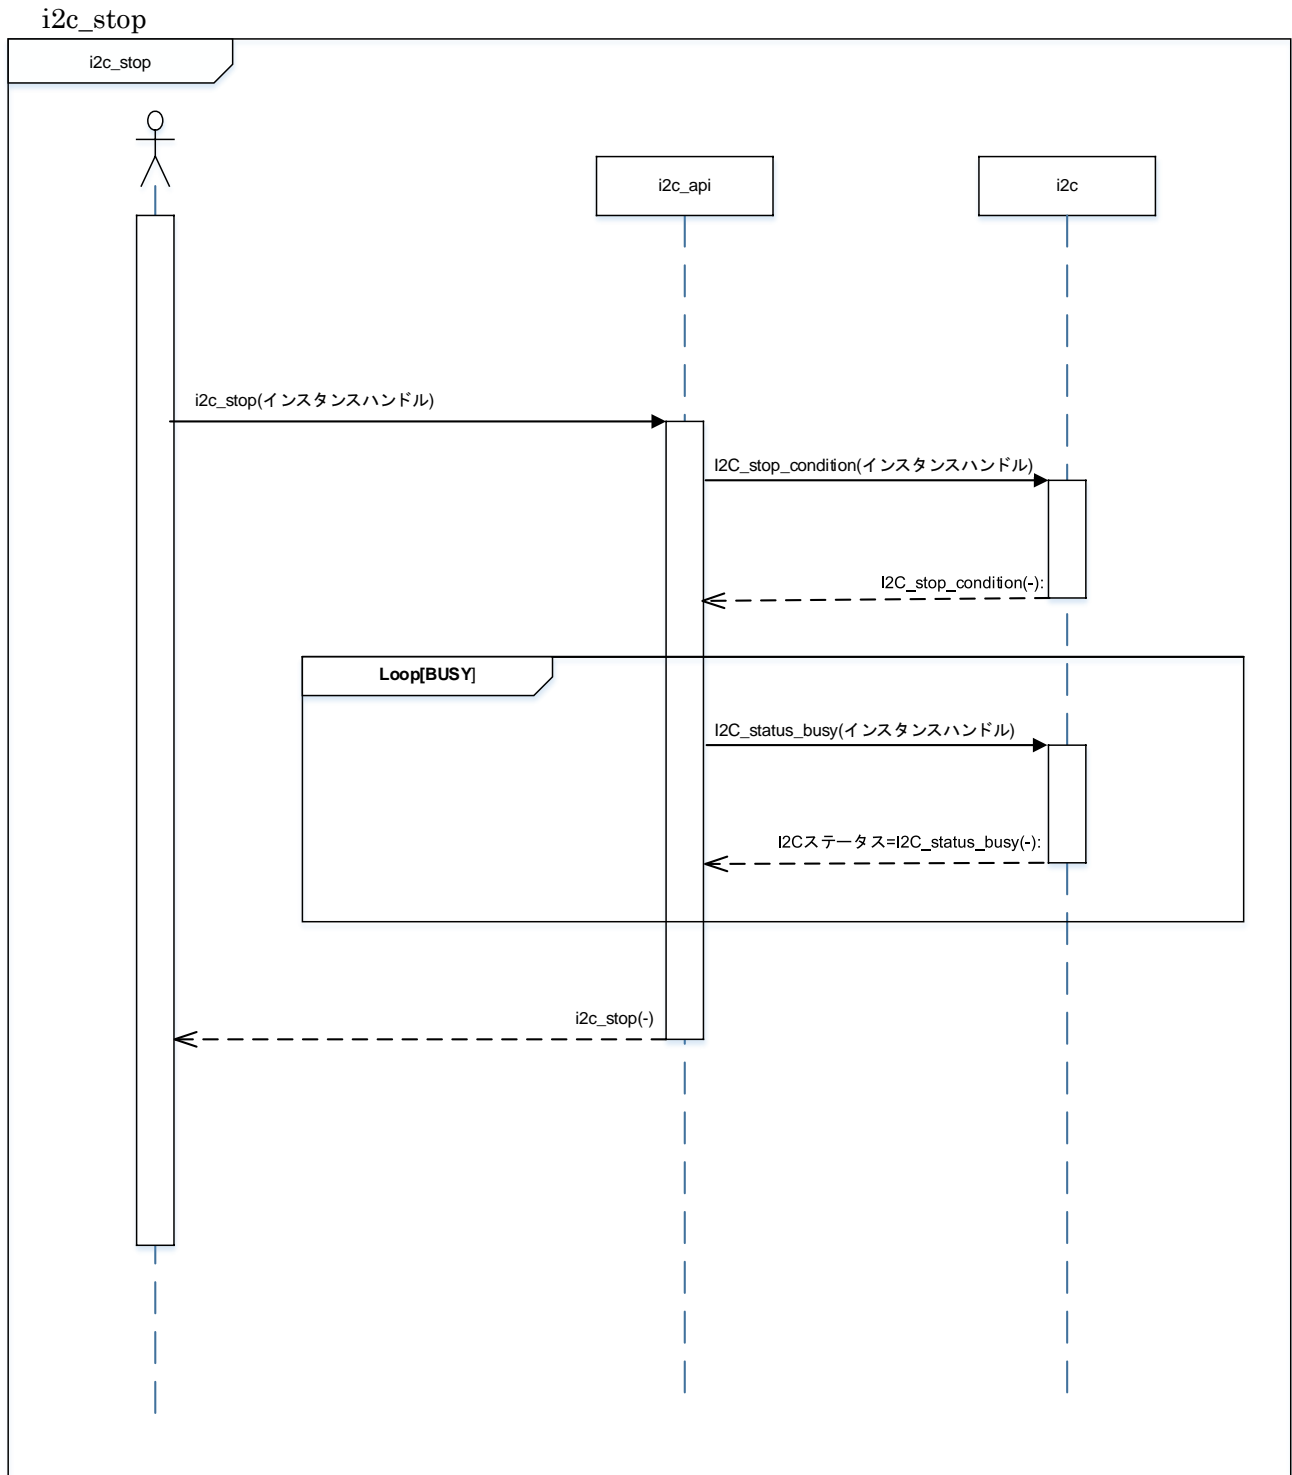 i2c_stop
i2c_stop
i2c_api
i2c
i2c_stop(インスタンスハンドル)
I2C_stop_condition(インスタンスハンドル)
I2C_stop_condition(-):
Loop[BUSY]
I2C_status_busy(インスタンスハンドル)
I2Cステータス=I2C_status_busy(-):
i2c_stop(-)